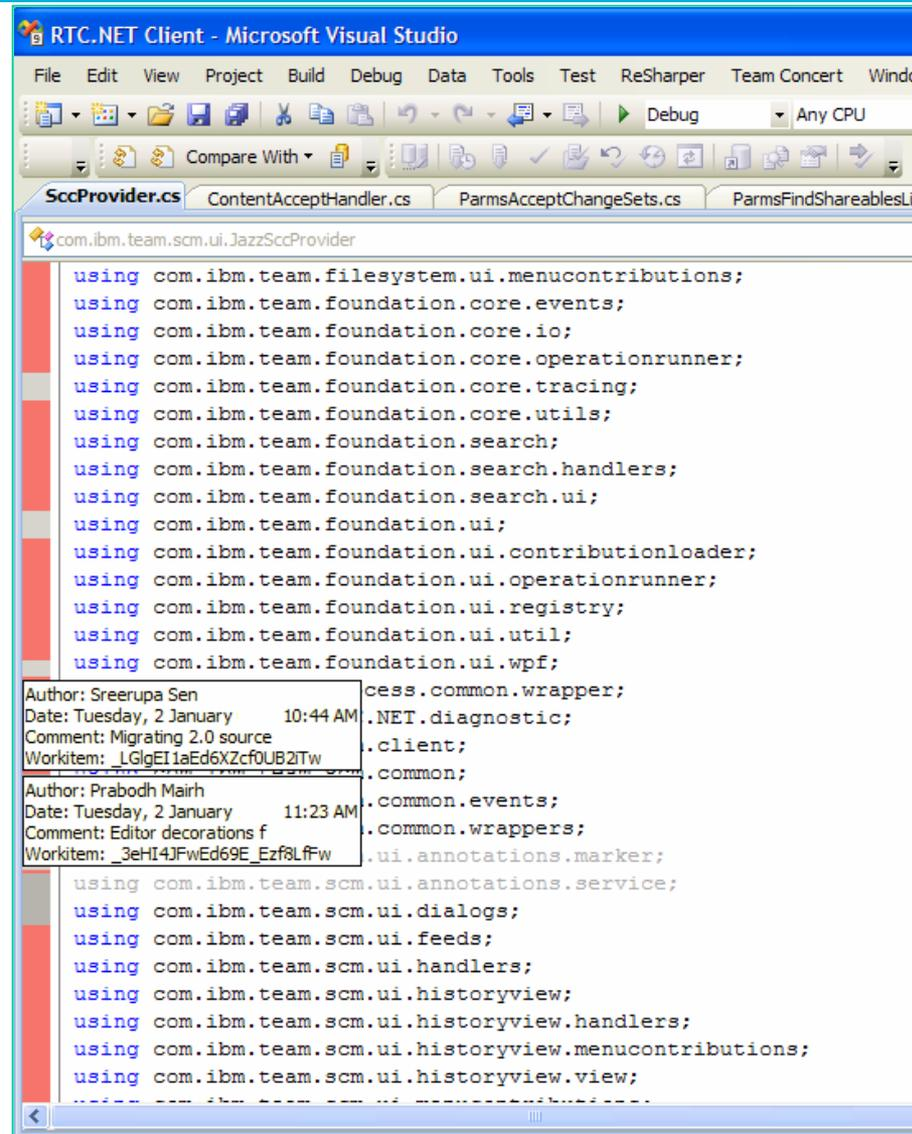 RTC.NET Client - Microsoft Visual Studio
File Edit View Project Build Debug Data Tools Test ReSharper Team Concert
Debug Any CPU
Compare With
SccProvider.cs ContentAcceptHandler.cs ParmsAcceptChangeSets.cs ParmsFindShareablesLi
com.ibm.team.scm.ui.JazzSccProvider
using com.ibm.team.filesystem.ui.menucontributions;
using com.ibm.team.foundation.core.events;
using com.ibm.team.foundation.core.io;
using com.ibm.team.foundation.core.operationrunner;
using com.ibm.team.foundation.core.tracing;
using com.ibm.team.foundation.core.utils;
using com.ibm.team.foundation.search;
using com.ibm.team.foundation.search.handlers;
using com.ibm.team.foundation.search.ui;
using com.ibm.team.foundation.ui;
using com.ibm.team.foundation.ui.contributionloader;
using com.ibm.team.foundation.ui.operationrunner;
using com.ibm.team.foundation.ui.registry;
using com.ibm.team.foundation.ui.util;
using com.ibm.team.foundation.ui.wpf;
Author: Sreerupa Sen
Date: Tuesday, 2 January 10:44 AM
Comment: Migrating 2.0 source
Workitem: _LGlgEI1aEd6XZcf0UB2iTw
cess.common.wrapper;
.NET.diagnostic;
.client;
.common;
Author: Prabodh Mairh
Date: Tuesday, 2 January 11:23 AM
Comment: Editor decorations f
Workitem: _3eHI4JFwEd69E_Ezf8LfFw
.common.events;
.common.wrappers;
.ui.annotations.marker;
using com.ibm.team.scm.ui.annotations.service;
using com.ibm.team.scm.ui.dialogs;
using com.ibm.team.scm.ui.feeds;
using com.ibm.team.scm.ui.handlers;
using com.ibm.team.scm.ui.historyview;
using com.ibm.team.scm.ui.historyview.handlers;
using com.ibm.team.scm.ui.historyview.menucontributions;
using com.ibm.team.scm.ui.historyview.view;